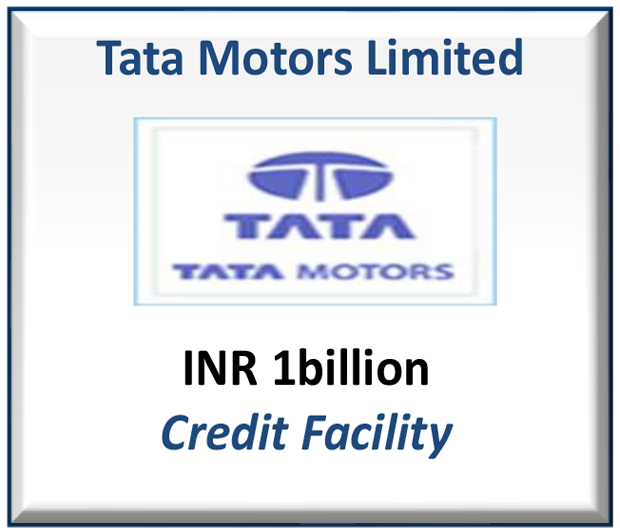 Tata Motors Limited
TATA
TATA MOTORS
INR 1billion
Credit Facility